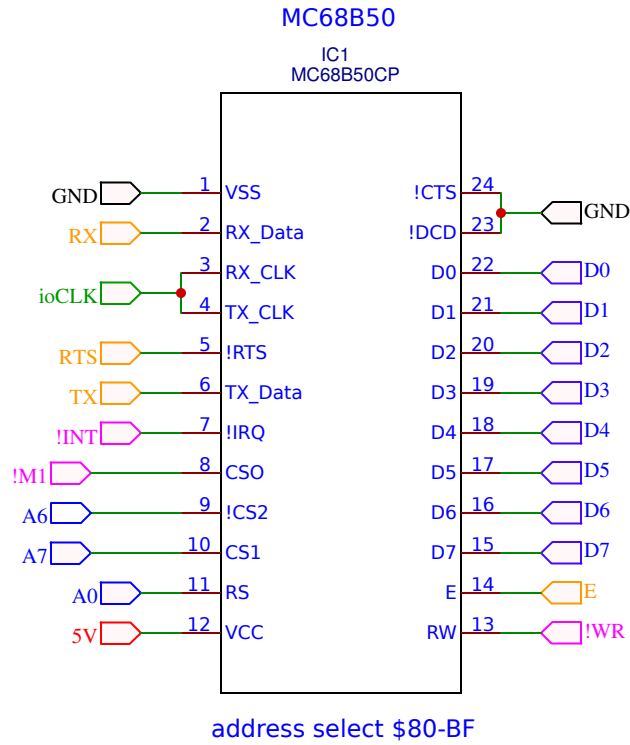 MC68B50
IC1
MC68B50CP
GND 1 VSS !CTS 24
RX 2 RX_Data !DCD 23 GND
3 RX_CLK D0 22 D0
ioCLK
4 TX_CLK D1 21 D1
RTS 5 !RTS D2 20 D2
TX 6 TX_Data D3 19 D3
!INT 7 !IRQ D4 18 D4
!M1 8 CSO D5 17 D5
A6 9 !CS2 D6 16 D6
A7 10 CS1 D7 15 D7
A0 11 RS E 14 E
5V 12 VCC RW 13 !WR
address select $80-BF